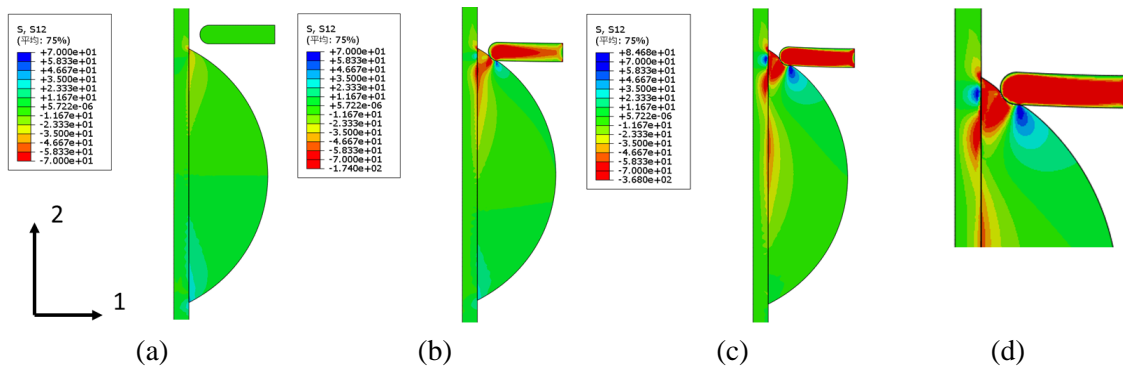 S, S12
(平均: 75%)
+7.000e+01
+5.833e+01
+4.667e+01
+3.500e+01
+2.333e+01
+1.167e+01
+5.722e-06
-1.167e+01
-2.333e+01
-3.500e+01
-4.667e+01
-5.833e+01
-7.000e+01
S, S12
(平均: 75%)
+7.000e+01
+5.833e+01
+4.667e+01
+3.500e+01
+2.333e+01
+1.167e+01
+5.722e-06
-1.167e+01
-2.333e+01
-3.500e+01
-4.667e+01
-5.833e+01
-7.000e+01
-1.740e+02
S, S12
(平均: 75%)
+8.468e+01
+7.000e+01
+5.833e+01
+4.667e+01
+3.500e+01
+2.333e+01
+1.167e+01
+5.722e-06
-1.167e+01
-2.333e+01
-3.500e+01
-4.667e+01
-5.833e+01
-7.000e+01
-3.680e+02
2
1
(a)
(b)
(c)
(d)